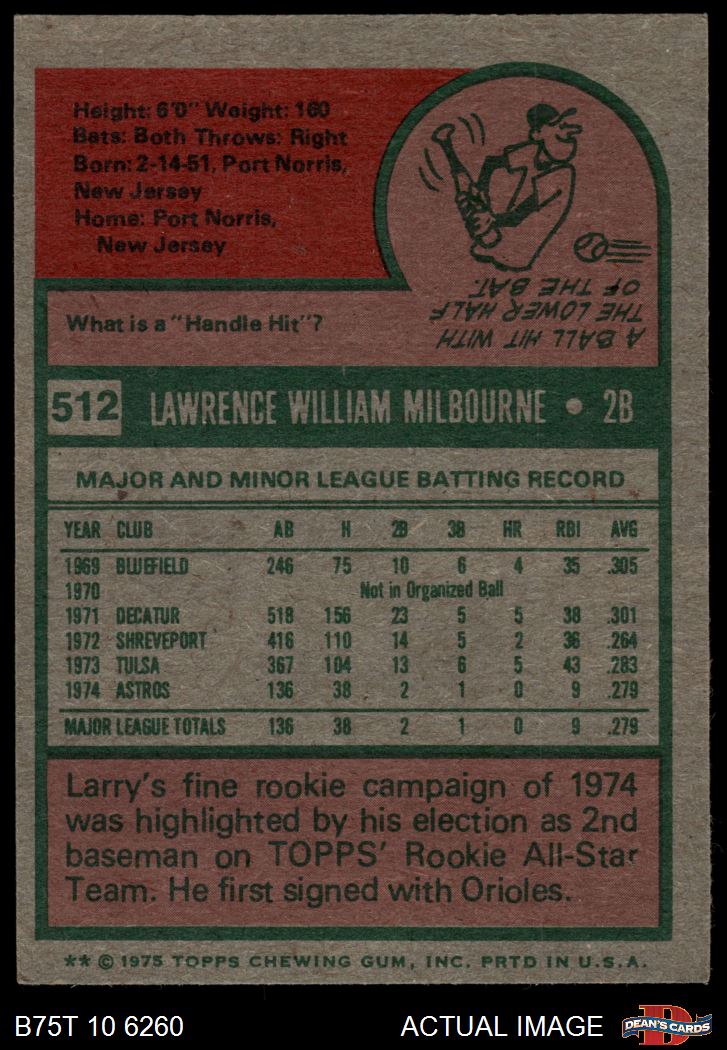 Height: 6'0" Weight: 160
Bats: Both Throws: Right
Born: 2-14-51, Port Norris,
New Jersey
Home: Port Norris,
New Jersey
What is a "Handle Hit"?
A BALL HIT WITH
THE LOWER HALF
OF THE BAT.
512 LAWRENCE WILLIAM MILBOURNE • 2B
MAJOR AND MINOR LEAGUE BATTING RECORD
YEAR CLUB AB H 2B 3B HR RBI AVG
1969 BLUEFIELD 246 75 10 6 4 35 .305
1970 Not in Organized Ball
1971 DECATUR 518 156 23 5 5 38 .301
1972 SHREVEPORT 416 110 14 5 2 36 .264
1973 TULSA 367 104 13 6 5 43 .283
1974 ASTROS 136 38 2 1 0 9 .279
MAJOR LEAGUE TOTALS 136 38 2 1 0 9 .279
Larry's fine rookie campaign of 1974
was highlighted by his election as 2nd
baseman on TOPPS' Rookie All-Star
Team. He first signed with Orioles.
** © 1975 TOPPS CHEWING GUM, INC. PRTD IN U.S.A.
B75T 10 6260 ACTUAL IMAGE D DEAN'S CARDS